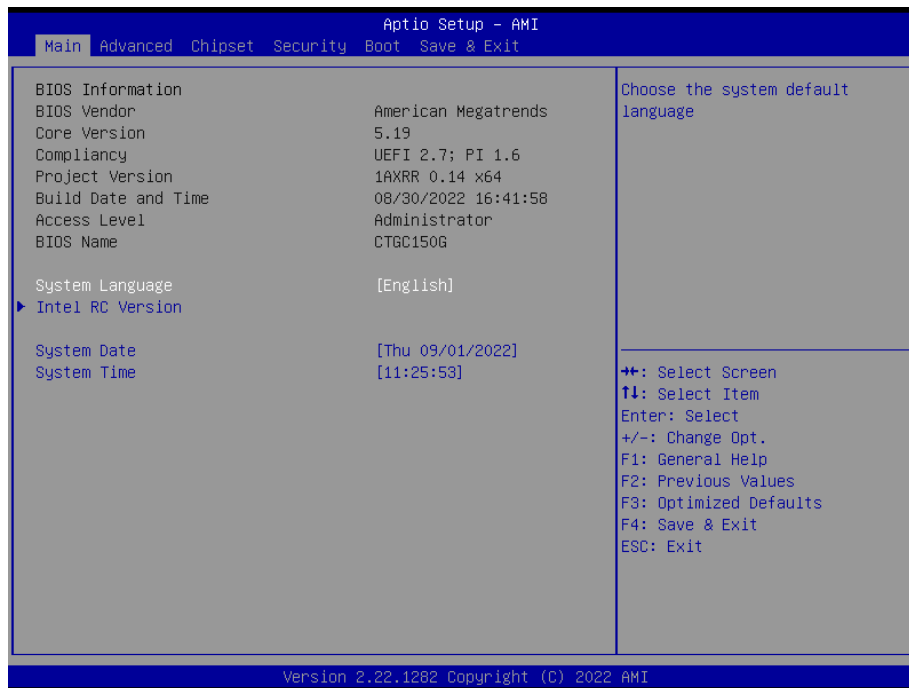 Aptio Setup – AMI
Main Advanced Chipset Security Boot Save & Exit
BIOS Information
BIOS Vendor American Megatrends
Core Version 5.19
Compliancy UEFI 2.7; PI 1.6
Project Version 1AXRR 0.14 x64
Build Date and Time 08/30/2022 16:41:58
Access Level Administrator
BIOS Name CTGC150G
System Language [English]
Intel RC Version
System Date [Thu 09/01/2022]
System Time [11:25:53]
Choose the system default
language
→←: Select Screen
↑↓: Select Item
Enter: Select
+/-: Change Opt.
F1: General Help
F2: Previous Values
F3: Optimized Defaults
F4: Save & Exit
ESC: Exit
Version 2.22.1282 Copyright (C) 2022 AMI